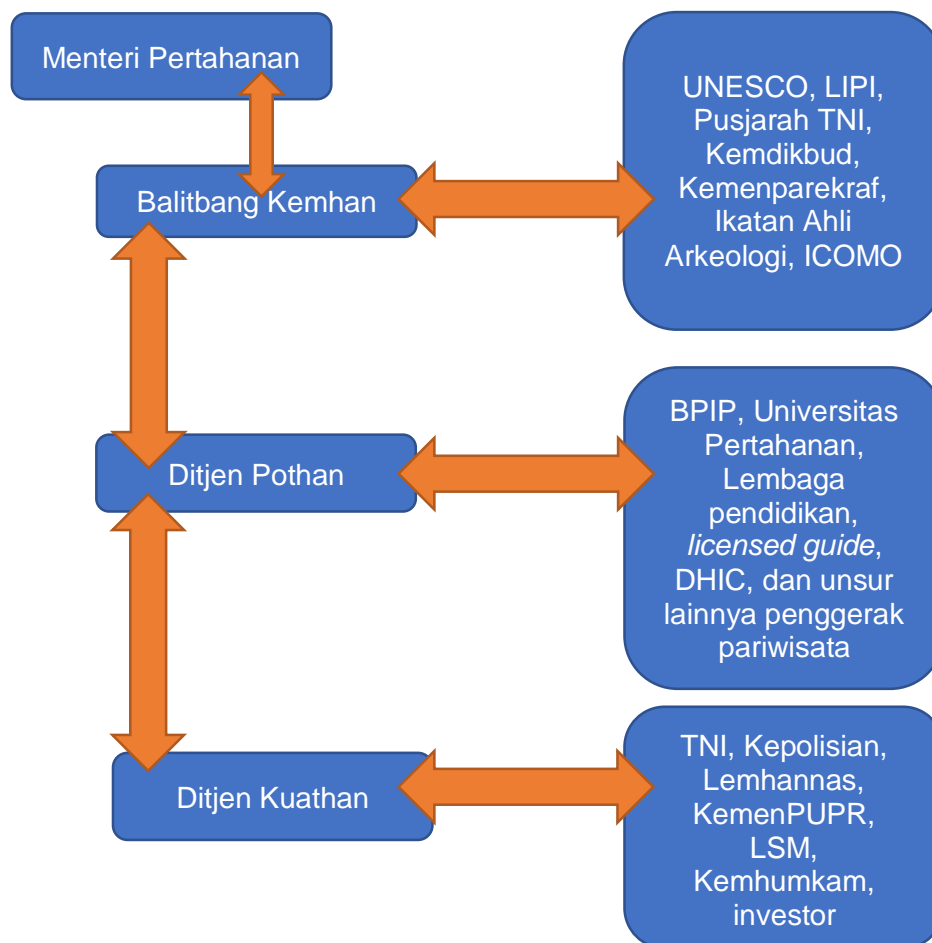 Menteri Pertahanan
UNESCO, LIPI,
Pusjarah TNI,
Kemdikbud,
Kemenparekraf,
Ikatan Ahli
Arkeologi, ICOMO
Balitbang Kemhan
BPIP, Universitas
Pertahanan,
Lembaga
pendidikan,
licensed guide,
DHIC, dan unsur
lainnya penggerak
pariwisata
Ditjen Pothan
TNI, Kepolisian,
Lemhannas,
KemenPUPR,
LSM,
Kemhumkam,
investor
Ditjen Kuathan